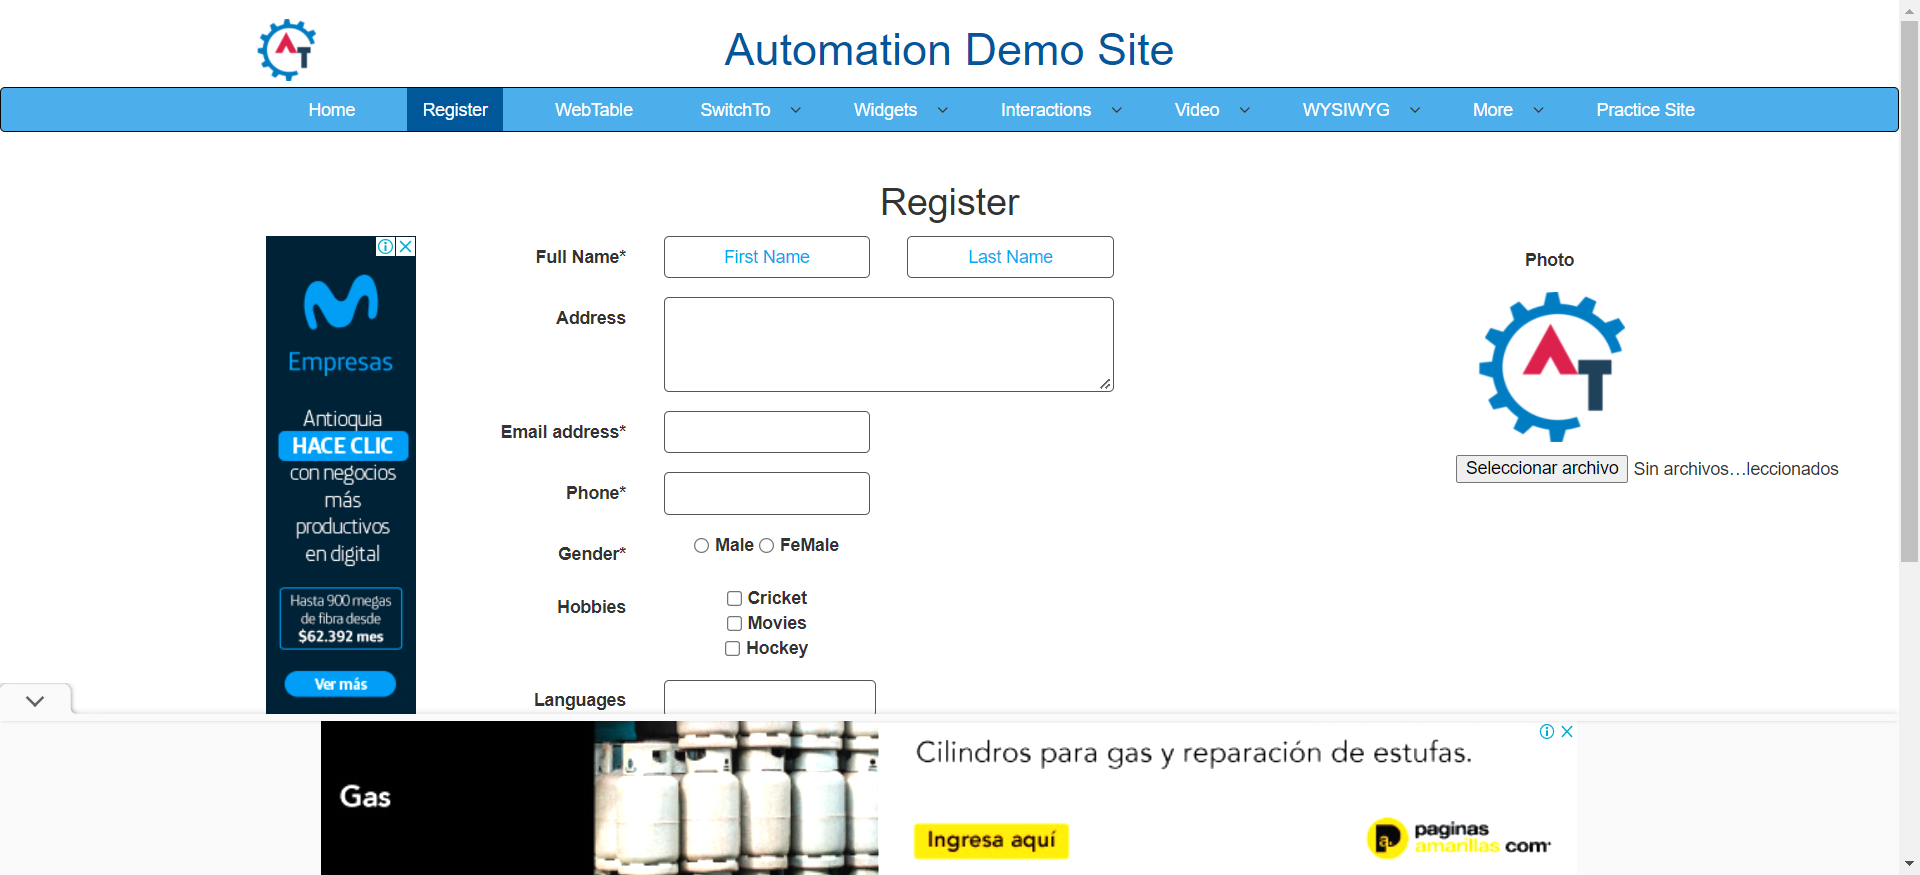 AT
Automation Demo Site
Home Register WebTable SwitchTo Widgets Interactions Video WYSIWYG More Practice Site
Register
Full Name* First Name Last Name
Address
Email address*
Phone*
Gender* Male FeMale
Hobbies Cricket
Movies
Hockey
Languages
Photo
AT
Seleccionar archivo Sin archivos…leccionados
Empresas
Antioquia
HACE CLIC
con negocios
más
productivos
en digital
Hasta 900 megas
de fibra desde
$62.392 mes
Ver más
Gas
Cilindros para gas y reparación de estufas.
Ingresa aquí
a.
paginas
amarillas com